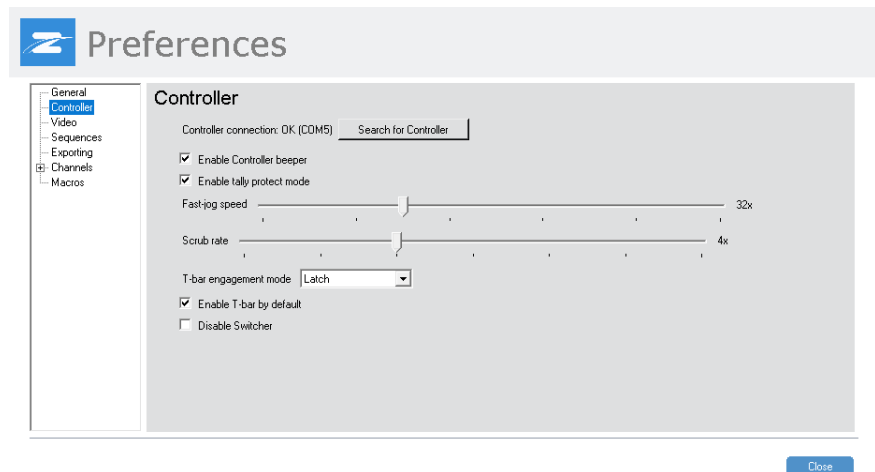 Preferences
General
Controller
Video
Sequences
Exporting
Channels
Macros
Controller
Controller connection: OK (COM5) Search for Controller
Enable Controller beeper
Enable tally protect mode
Fast-jog speed 32x
Scrub rate 4x
T-bar engagement mode Latch
Enable T-bar by default
Disable Switcher
Close